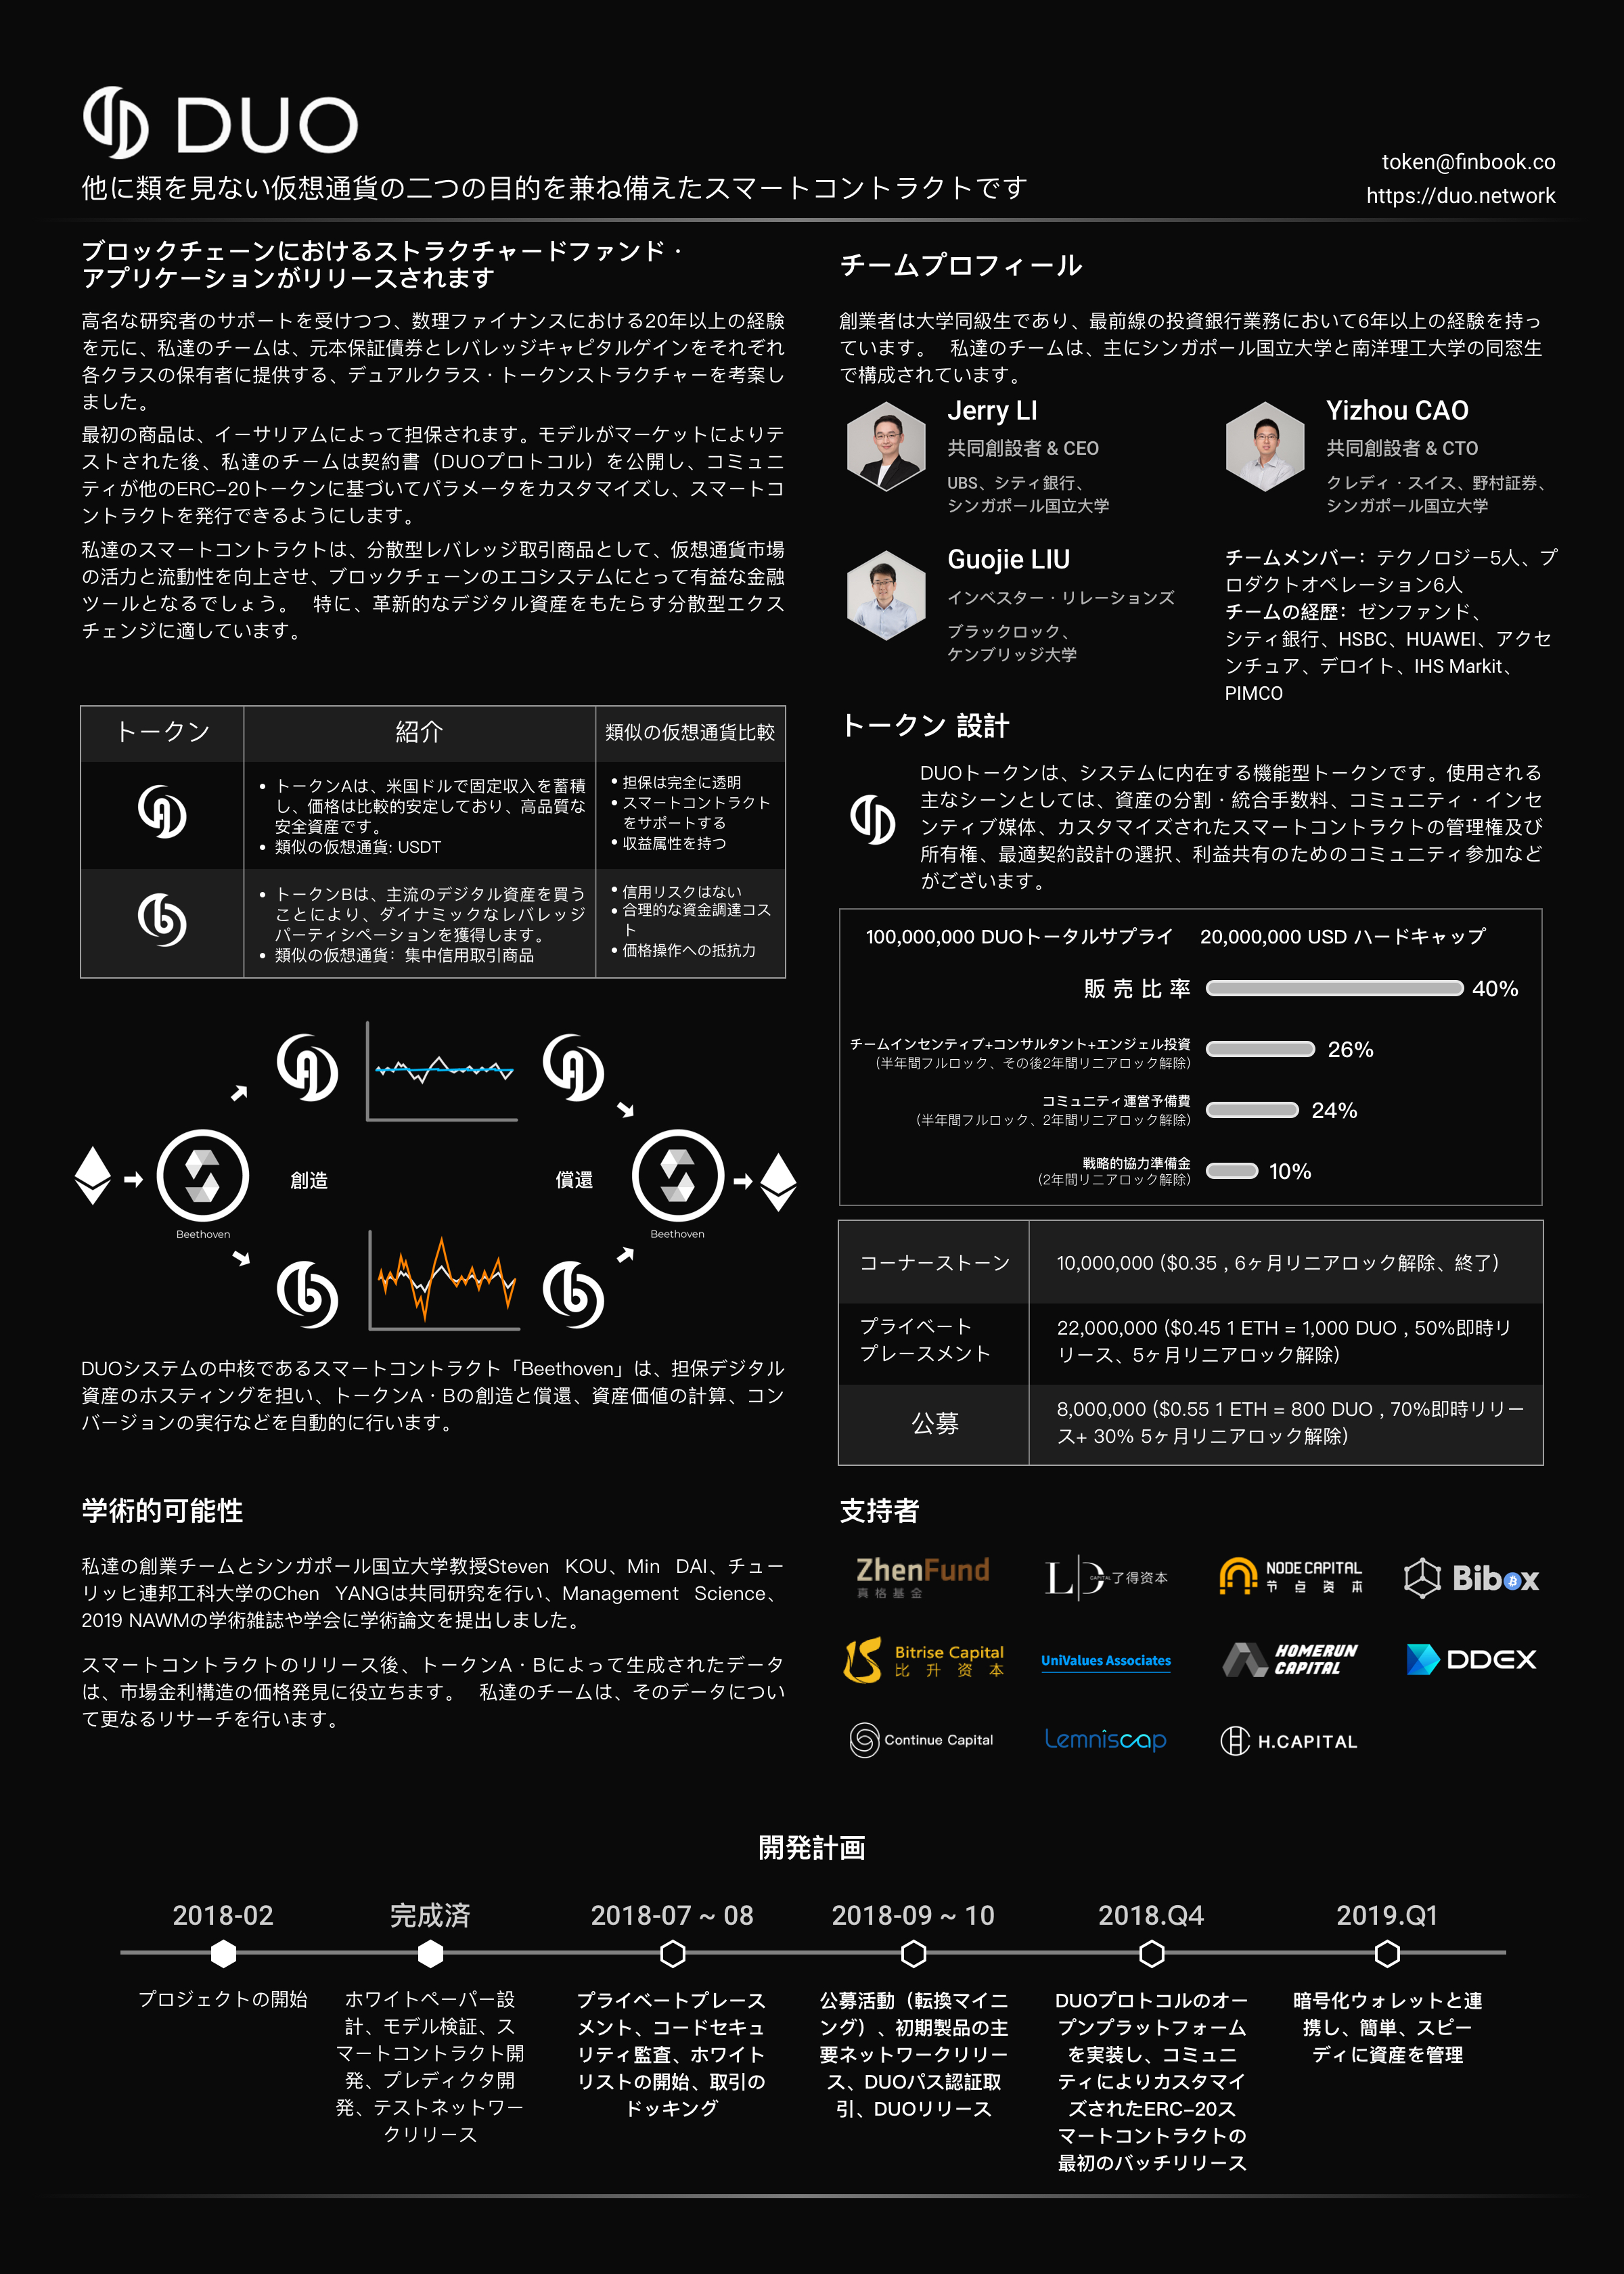 DUO
他に類を見ない仮想通貨の二つの目的を兼ね備えたスマートコントラクトです
token@finbook.co
https://duo.network
ブロックチェーンにおけるストラクチャードファンド・
アプリケーションがリリースされます
高名な研究者のサポートを受けつつ、数理ファイナンスにおける20年以上の経験
を元に、私達のチームは、元本保証債券とレバレッジキャピタルゲインをそれぞれ
各クラスの保有者に提供する、デュアルクラス・トークンストラクチャーを考案し
ました。
最初の商品は、イーサリアムによって担保されます。モデルがマーケットによりテ
ストされた後、私達のチームは契約書（DUOプロトコル）を公開し、コミュニ
ティが他のERC-20トークンに基づいてパラメータをカスタマイズし、スマートコ
ントラクトを発行できるようにします。
私達のスマートコントラクトは、分散型レバレッジ取引商品として、仮想通貨市場
の活力と流動性を向上させ、ブロックチェーンのエコシステムにとって有益な金融
ツールとなるでしょう。　特に、革新的なデジタル資産をもたらす分散型エクス
チェンジに適しています。
トークン 紹介 類似の仮想通貨比較
• トークンAは、米国ドルで固定収入を蓄積
し、価格は比較的安定しており、高品質な
安全資産です。
• 類似の仮想通貨: USDT
• 担保は完全に透明
• スマートコントラクト
をサポートする
• 収益属性を持つ
• トークンBは、主流のデジタル資産を買う
ことにより、ダイナミックなレバレッジ
パーティシペーションを獲得します。
• 類似の仮想通貨：集中信用取引商品
• 信用リスクはない
• 合理的な資金調達コス
ト
• 価格操作への抵抗力
創造
償還
Beethoven
Beethoven
DUOシステムの中核であるスマートコントラクト「Beethoven」は、担保デジタル
資産のホスティングを担い、トークンA・Bの創造と償還、資産価値の計算、コン
バージョンの実行などを自動的に行います。
学術的可能性
私達の創業チームとシンガポール国立大学教授Steven KOU、Min DAI、チュー
リッヒ連邦工科大学のChen YANGは共同研究を行い、Management Science、
2019 NAWMの学術雑誌や学会に学術論文を提出しました。
スマートコントラクトのリリース後、トークンA・Bによって生成されたデータ
は、市場金利構造の価格発見に役立ちます。　私達のチームは、そのデータについ
て更なるリサーチを行います。
チームプロフィール
創業者は大学同級生であり、最前線の投資銀行業務において6年以上の経験を持っ
ています。　私達のチームは、主にシンガポール国立大学と南洋理工大学の同窓生
で構成されています。
Jerry LI
共同創設者 & CEO
UBS、シティ銀行、
シンガポール国立大学
Yizhou CAO
共同創設者 & CTO
クレディ・スイス、野村証券、
シンガポール国立大学
Guojie LIU
インベスター・リレーションズ
ブラックロック、
ケンブリッジ大学
チームメンバー：テクノロジー5人、プ
ロダクトオペレーション6人
チームの経歴：ゼンファンド、
シティ銀行、HSBC、HUAWEI、アクセ
ンチュア、デロイト、IHS Markit、
PIMCO
トークン 設計
DUOトークンは、システムに内在する機能型トークンです。使用される
主なシーンとしては、資産の分割・統合手数料、コミュニティ・インセ
ンティブ媒体、カスタマイズされたスマートコントラクトの管理権及び
所有権、最適契約設計の選択、利益共有のためのコミュニティ参加など
がございます。
100,000,000 DUOトータルサプライ 20,000,000 USD ハードキャップ
販売比率 40%
チームインセンティブ+コンサルタント+エンジェル投資
(半年間フルロック、その後2年間リニアロック解除)
26%
コミュニティ運営予備費
(半年間フルロック、2年間リニアロック解除)
24%
戦略的協力準備金
(2年間リニアロック解除)
10%
コーナーストーン 10,000,000 ($0.35 , 6ヶ月リニアロック解除、終了)
プライベート
プレースメント
22,000,000 ($0.45 1 ETH = 1,000 DUO , 50%即時リ
リース、5ヶ月リニアロック解除)
公募
8,000,000 ($0.55 1 ETH = 800 DUO , 70%即時リリー
ス+ 30% 5ヶ月リニアロック解除)
支持者
ZhenFund
真格基金
LD CAPITAL 了得资本
NODE CAPITAL
节点资本
Bibox
Bitrise Capital
比升资本
UniValues Associates
HOMERUN
CAPITAL
DDEX
Continue Capital
Lemniscap
H.CAPITAL
開発計画
2018-02
プロジェクトの開始
完成済
ホワイトペーパー設
計、モデル検証、ス
マートコントラクト開
発、プレディクタ開
発、テストネットワー
クリリース
2018-07 ~ 08
プライベートプレース
メント、コードセキュ
リティ監査、ホワイト
リストの開始、取引の
ドッキング
2018-09 ~ 10
公募活動（転換マイニ
ング）、初期製品の主
要ネットワークリリー
ス、DUOパス認証取
引、DUOリリース
2018.Q4
DUOプロトコルのオー
プンプラットフォーム
を実装し、コミュニ
ティによりカスタマイ
ズされたERC-20ス
マートコントラクトの
最初のバッチリリース
2019.Q1
暗号化ウォレットと連
携し、簡単、スピー
ディに資産を管理